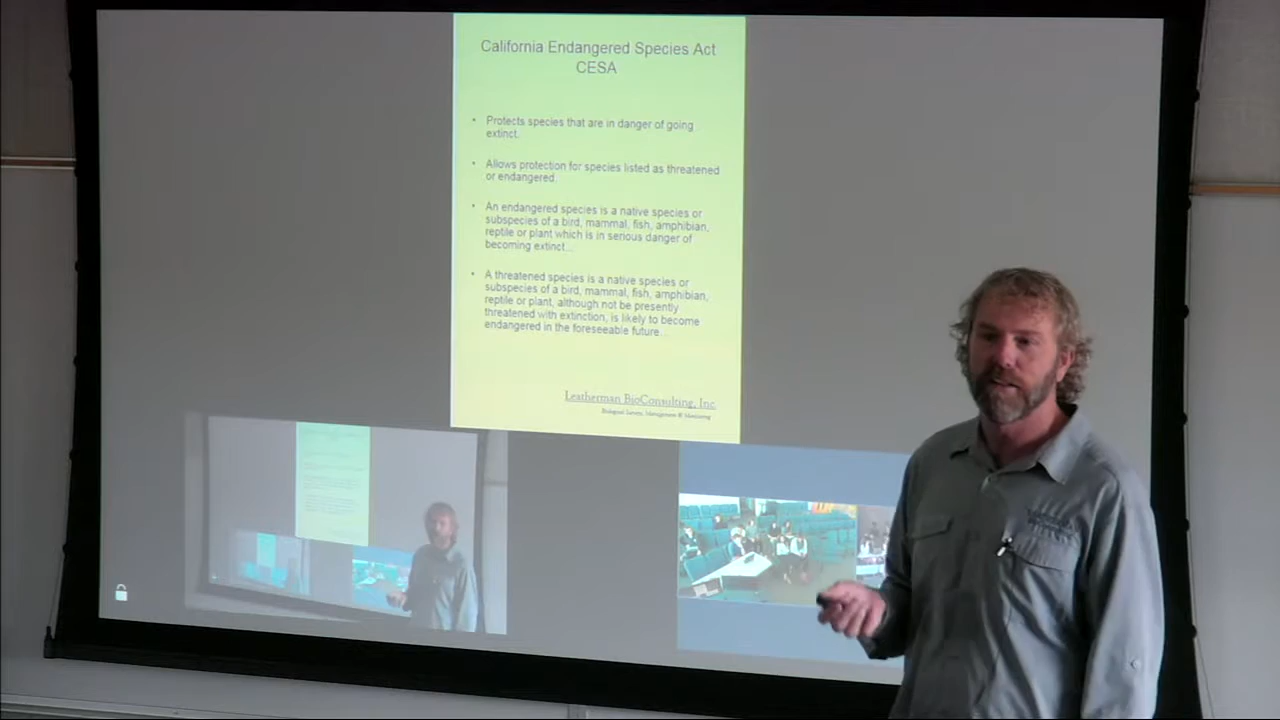 California Endangered Species Act
CESA
• Protects species that are in danger of going
extinct.
• Allows protection for species listed as threatened
or endangered.
• An endangered species is a native species or
subspecies of a bird, mammal, fish, amphibian,
reptile or plant which is in serious danger of
becoming extinct...
• A threatened species is a native species or
subspecies of a bird, mammal, fish, amphibian,
reptile or plant, although not be presently
threatened with extinction, is likely to become
endangered in the foreseeable future...
Leatherman BioConsulting, Inc.
Biological Survey, Management & Monitoring